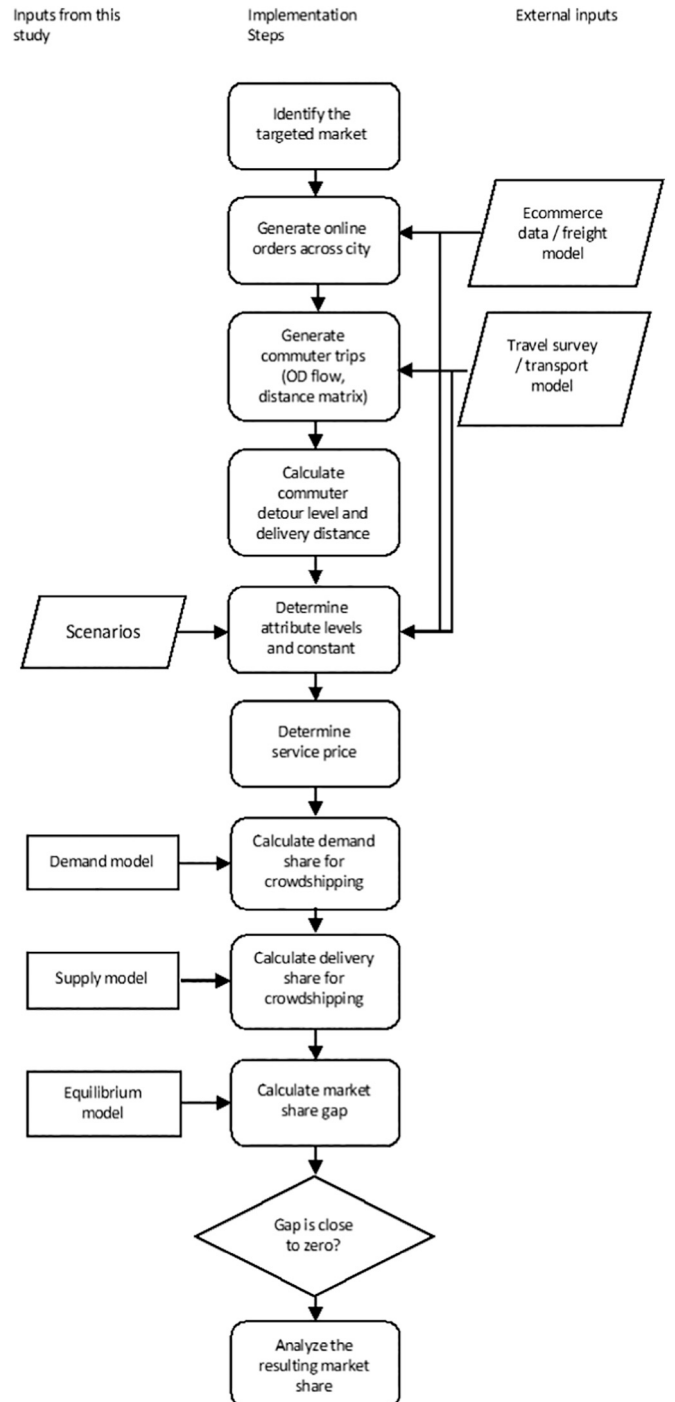 Inputs from this
study
Implementation
Steps
External inputs
Identify the
targeted market
Generate online
orders across city
Ecommerce
data / freight
model
Generate
commuter trips
(OD flow,
distance matrix)
Travel survey
/ transport
model
Calculate
commuter
detour level and
delivery distance
Scenarios
Determine
attribute levels
and constant
Determine
service price
Demand model
Calculate demand
share for
crowdshipping
Supply model
Calculate delivery
share for
crowdshipping
Equilibrium
model
Calculate market
share gap
Gap is close
to zero?
Analyze the
resulting market
share